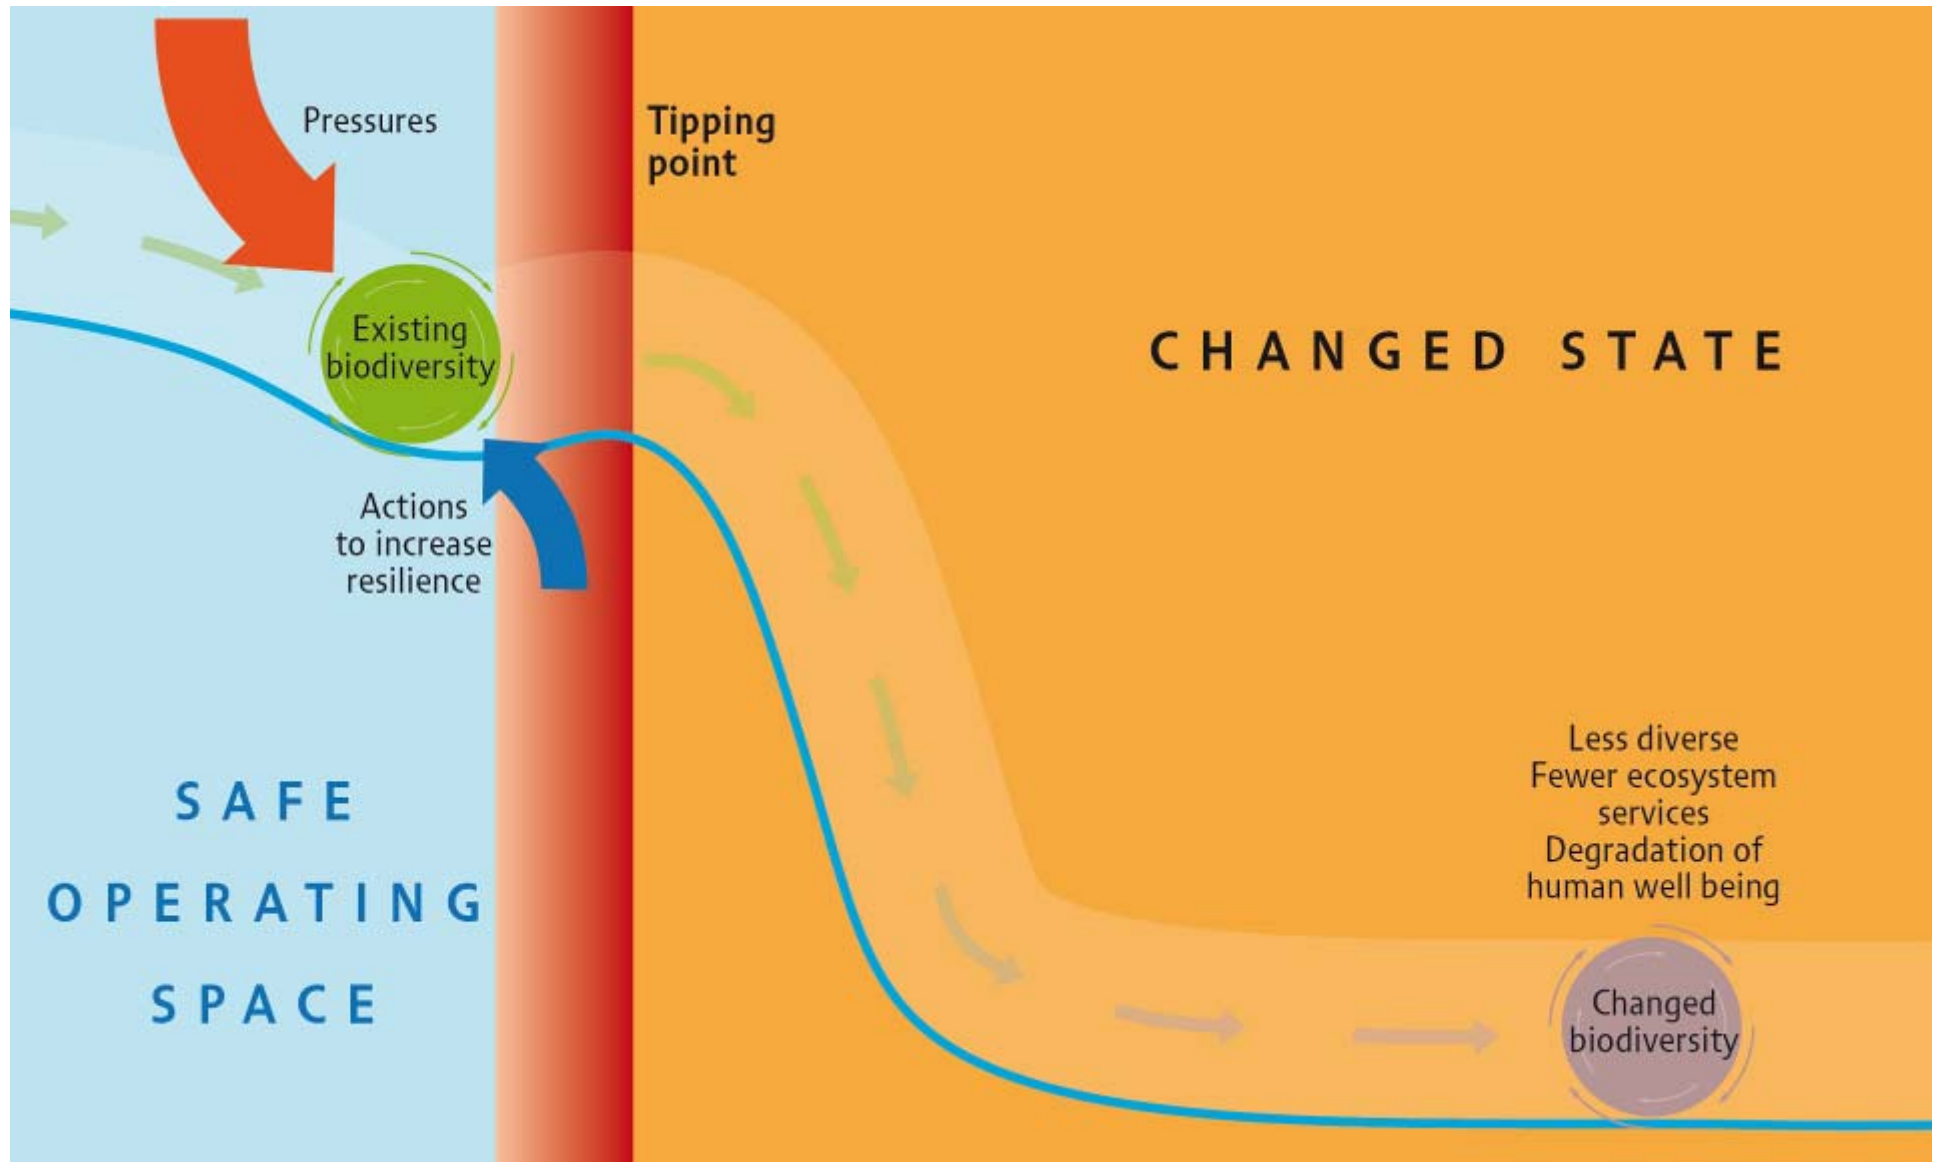 Pressures
Tipping
point
Existing
biodiversity
CHANGED STATE
Actions
to increase
resilience
SAFE
OPERATING
SPACE
Less diverse
Fewer ecosystem
services
Degradation of
human well being
Changed
biodiversity